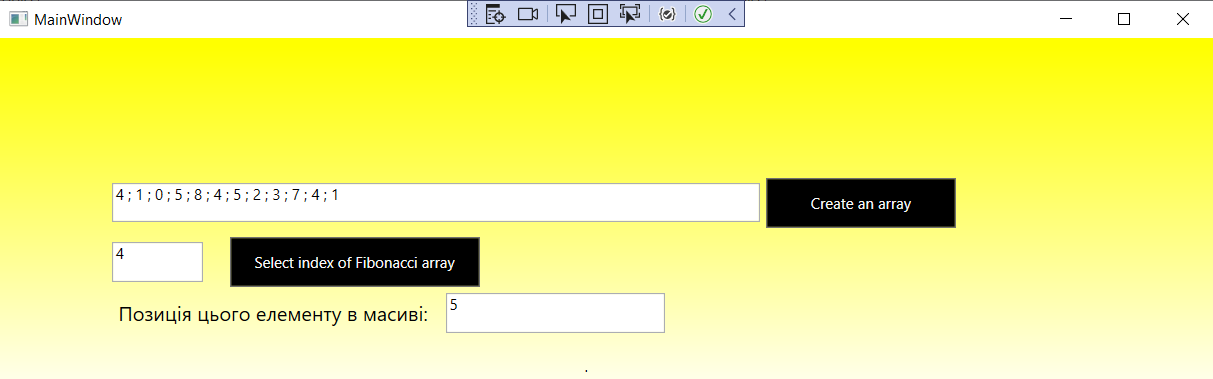 MainWindow
4 ; 1 ; 0 ; 5 ; 8 ; 4 ; 5 ; 2 ; 3 ; 7 ; 4 ; 1
Create an array
4
Select index of Fibonacci array
Позиція цього елементу в масиві:
5
.